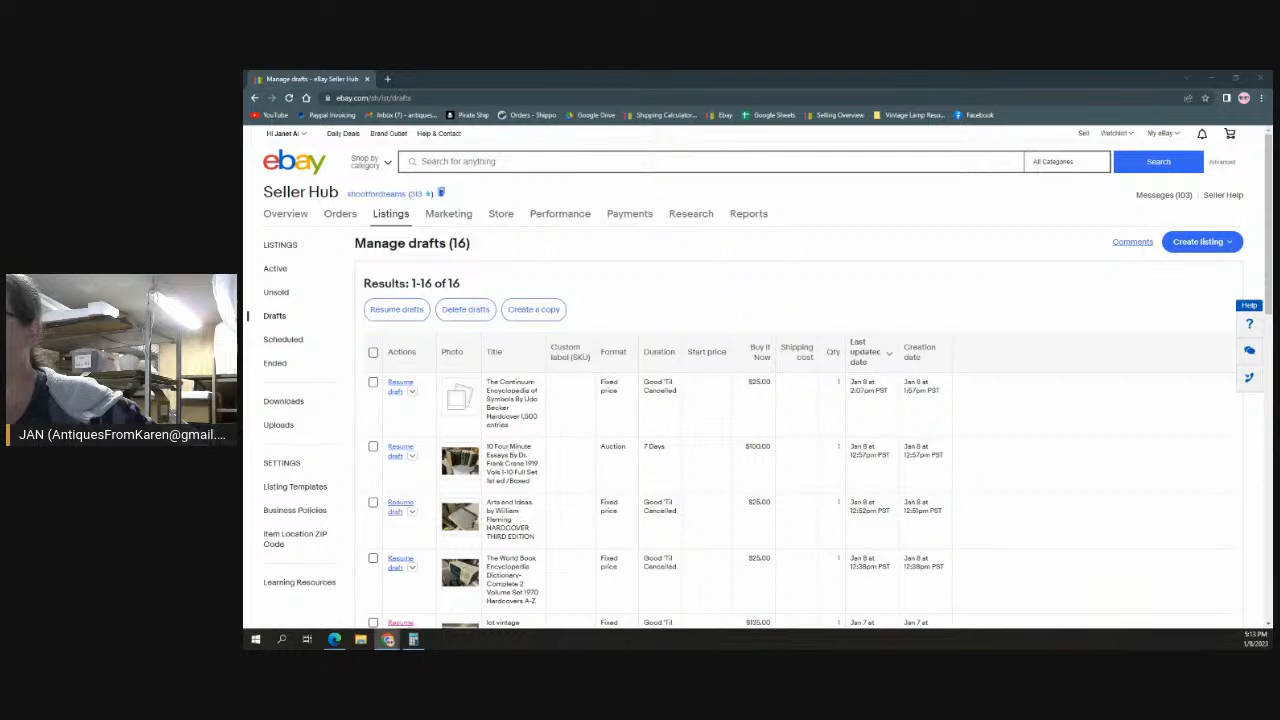 Manage drafts - eBay Seller Hub
ebay.com/sh/lst/drafts
YouTube
Paypal Invoicing
Inbox (7) - antiques...
Pirate Ship
Orders - Shippo
Google Drive
Shipping Calculator...
Ebay
Google Sheets
Selling Overview
Vintage Lamp Reso...
Facebook
Daily Deals
Brand Outlet
Help & Contact
Sell
Watchlist
My eBay
ebay
Shop by
category
Search for anything
All Categories
Search
Advanced
Seller Hub
shootfordreams (313 ★)
Messages (103)
Seller Help
Overview
Orders
Listings
Marketing
Store
Performance
Payments
Research
Reports
LISTINGS
Active
Unsold
Drafts
Scheduled
Ended
Downloads
Uploads
SETTINGS
Listing Templates
Business Policies
Item Location ZIP
Code
Learning Resources
Manage drafts (16)
Comments
Create listing
Results: 1-16 of 16
Resume drafts
Delete drafts
Create a copy
Help
?
Actions
Photo
Title
Custom
label (SKU)
Format
Duration
Start price
Buy It
Now
Shipping
cost
Qty
Last
updated
date
Creation
date
Resume
draft
The Continuum
Encyclopedia of
Symbols By Udo
Becker
Hardcover 1,500
entries
Fixed
price
Good 'Til
Cancelled
$25.00
1
Jan 8 at
2:07pm PST
Jan 8 at
1:57pm PST
Resume
draft
10 Four Minute
Essays By Dr.
Frank Crane 1919
Vols 1-10 Full Set
1st ed /Boxed
Auction
7 Days
$100.00
1
Jan 8 at
12:57pm PST
Jan 8 at
12:57pm PST
Resume
draft
Arts and Ideas
by William
Fleming
HARDCOVER
THIRD EDITION
Fixed
price
Good 'Til
Cancelled
$25.00
1
Jan 8 at
12:52pm PST
Jan 8 at
12:51pm PST
Resume
draft
The World Book
Encyclopedia
Dictionary-
Complete 2
Volume Set 1970
Hardcovers A-Z
Fixed
price
Good 'Til
Cancelled
$25.00
1
Jan 8 at
12:38pm PST
Jan 8 at
12:38pm PST
Resume
lot vintage
Fixed
Good 'Til
$135.00
1
Jan 7 at
Jan 7 at
JAN (AntiquesFromKaren@gmail....
5:13 PM
1/8/2023